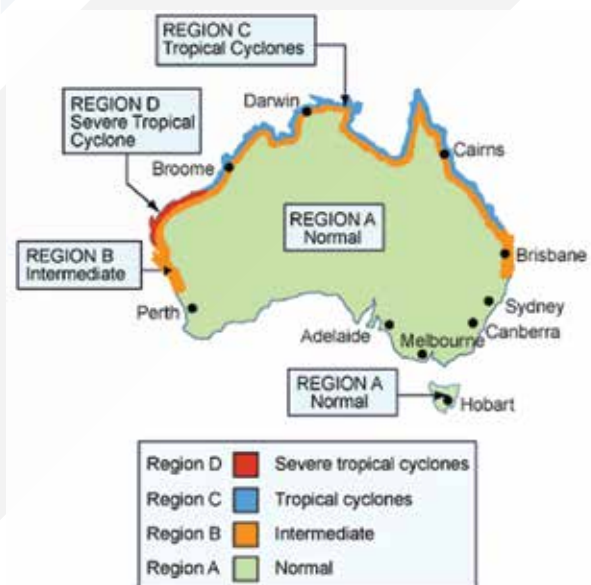 REGION C
Tropical Cyclones
REGION D
Severe Tropical
Cyclone
Darwin
Cairns
Broome
REGION A
Normal
REGION B
Intermediate
Brisbane
Perth
Sydney
Adelaide
Canberra
Melbourne
REGION A
Normal
Hobart
Region D Severe tropical cyclones
Region C Tropical cyclones
Region B Intermediate
Region A Normal